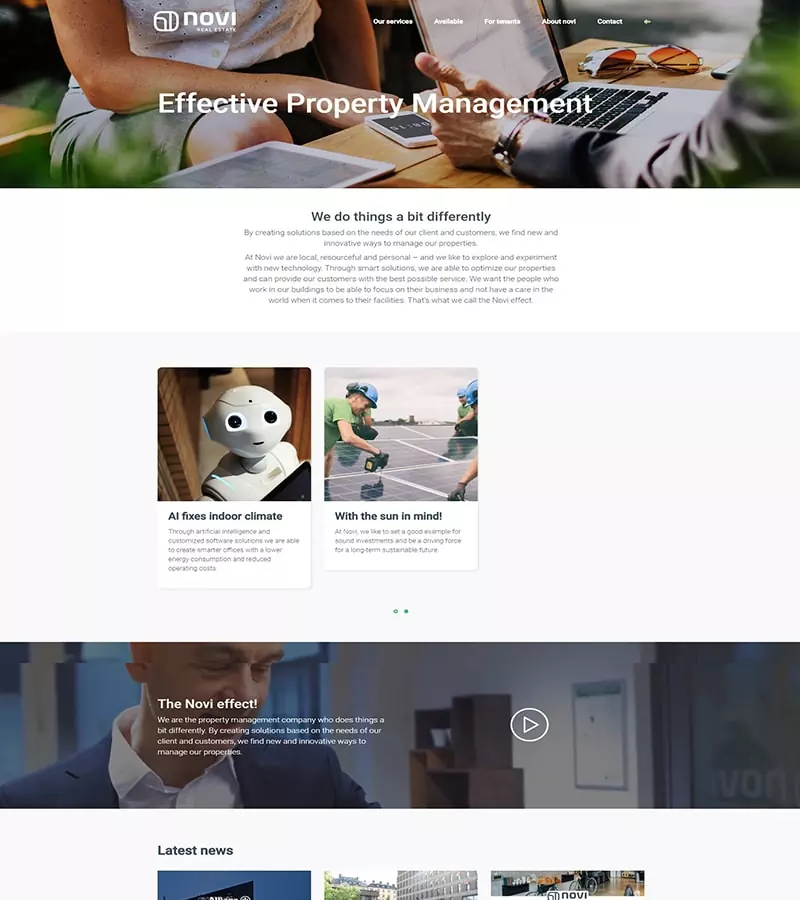 novi
REAL ESTATE
Our services
Available
For tenants
About novi
Contact
Effective Property Management
We do things a bit differently
By creating solutions based on the needs of our client and customers, we find new and
innovative ways to manage our properties.
At Novi we are local, resourceful and personal – and we like to explore and experiment
with new technology. Through smart solutions, we are able to optimize our properties
and can provide our customers with the best possible service. We want the people who
work in our buildings to be able to focus on their business and not have a care in the
world when it comes to their facilities. That's what we call the Novi effect.
AI fixes indoor climate
Through artificial intelligence and
customized software solutions we are able
to create smarter offices with a lower
energy consumption and reduced
operating costs.
With the sun in mind!
At Novi, we like to set a good example for
sound investments and be a driving force
for a long-term sustainable future.
The Novi effect!
We are the property management company who does things a
bit differently. By creating solutions based on the needs of our
client and customers, we find new and innovative ways to
manage our properties.
novi
Latest news
novi